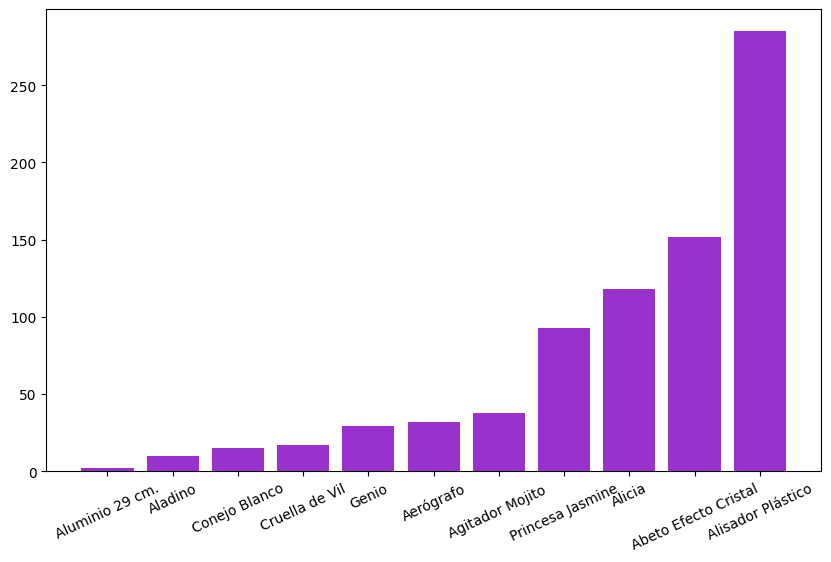 250
200
150
100
50
0
Aluminio 29 cm.
Aladino
Conejo Blanco
Cruella de Vil
Genio
Aerógrafo
Agitador Mojito
Princesa Jasmine
Alicia
Abeto Efecto Cristal
Alisador Plástico